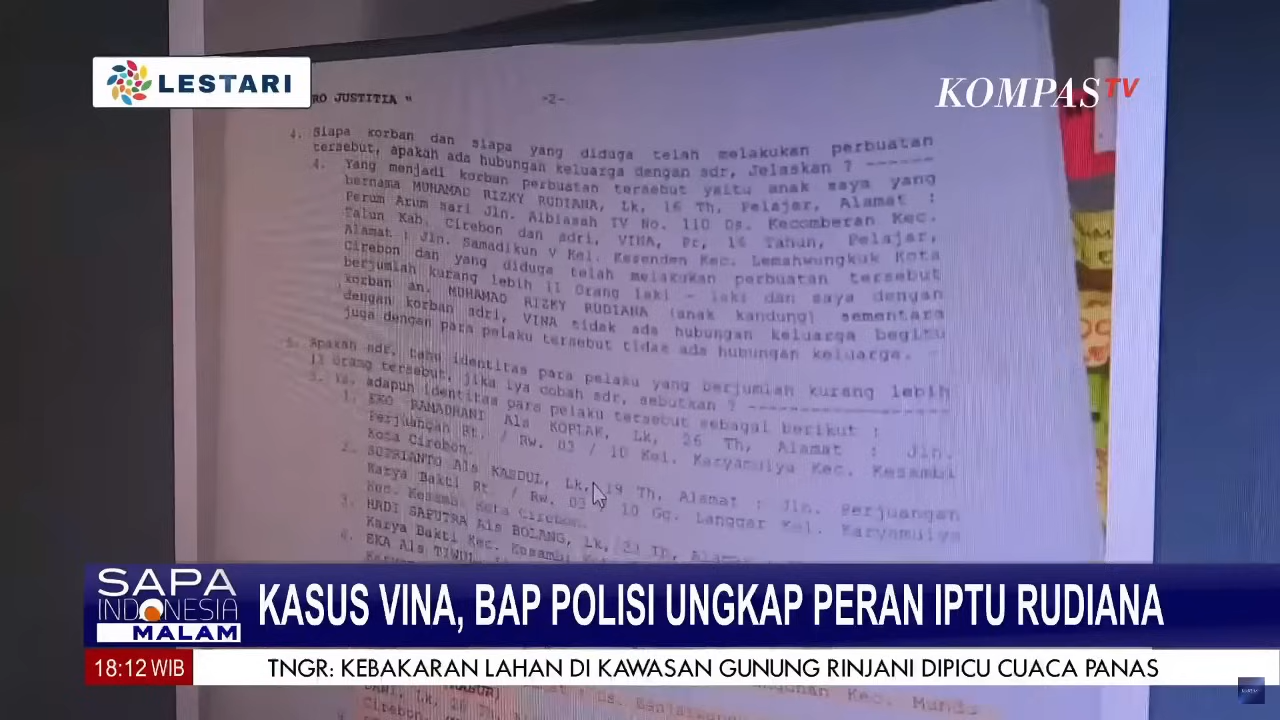 LESTARI
KOMPAS TV
RO JUSTITIA "
-2-
4. Siapa korban dan siapa yang diduga telah melakukan perbuatan
tersebut, apakah ada hubungan keluarga dengan sdr, Jelaskan ? ------
4. Yang menjadi korban perbuatan tersebut yaitu anak saya yang
bernama MUHAMAD RIZKY RUDIANA, Lk, 16 Th, Pelajar, Alamat :
Perum Arum Sari Jln. Albiasah IV No. 110 Ds. Kecomberan Kec.
Talun Kab. Cirebon dan sdri, VINA, Pr, 16 Tahun, Pelajar,
Alamat : Jln. Samadikun V Kel. Kesenden Kec. Lemahwungkuk Kota
Cirebon dan yang diduga telah melakukan perbuatan tersebut
berjumlah kurang lebih 11 Orang laki - laki dan saya dengan
korban an. MUHAMAD RIZKY RUDIANA (anak kandung) sementara
dengan korban sdri, VINA tidak ada hubungan keluarga begitu
juga dengan para pelaku tersebut tidak ada hubungan keluarga. -
5. Apakah sdr, tahu identitas para pelaku yang berjumlah kurang lebih
11 Orang tersebut, jika iya cobah sdr, sebutkan ? ------------------
5. Ya, adapun identitas para pelaku tersebut sebagai berikut :
1. EKO RAMADHANI Als KOPLAK, Lk, 26 Th, Alamat : Jln.
Perjuangan Rt. / Rw. 03 / 10 Kel. Karyamulya Kec. Kesambi
Kota Cirebon.
2. SUPRIANTO Als KASDUL, Lk, 19 Th, Alamat : Jln. Perjuangan
Karya Bakti Rt. / Rw. 03 / 10 Gg. Langgar Kel. Karyamulya
Kec. Kesambi Kota Cirebon.
3. HADI SAPUTRA Als BOLANG, Lk, 23 Th,
Karya Bakti Kec. Kesambi
4. EKA Als TIWUL
SAPA
INDONESIA
MALAM
KASUS VINA, BAP POLISI UNGKAP PERAN IPTU RUDIANA
18:12 WIB
TNGR: KEBAKARAN LAHAN DI KAWASAN GUNUNG RINJANI DIPICU CUACA PANAS
Kec. Mundu
Cirebon